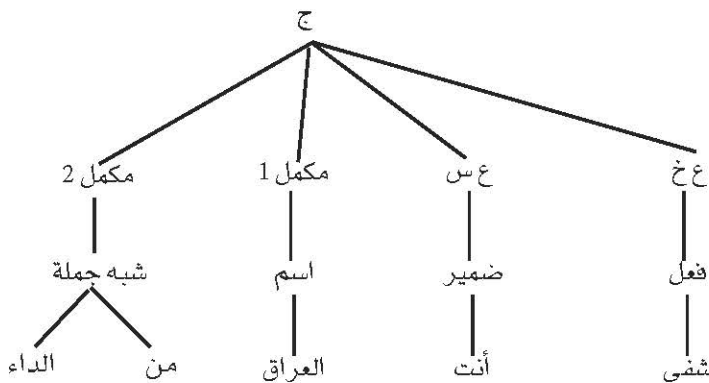 ج
ع خ ع س مكمل 1 مكمل 2
فعل ضمير اسم شبه جملة
شفى أنت العراق من الداء